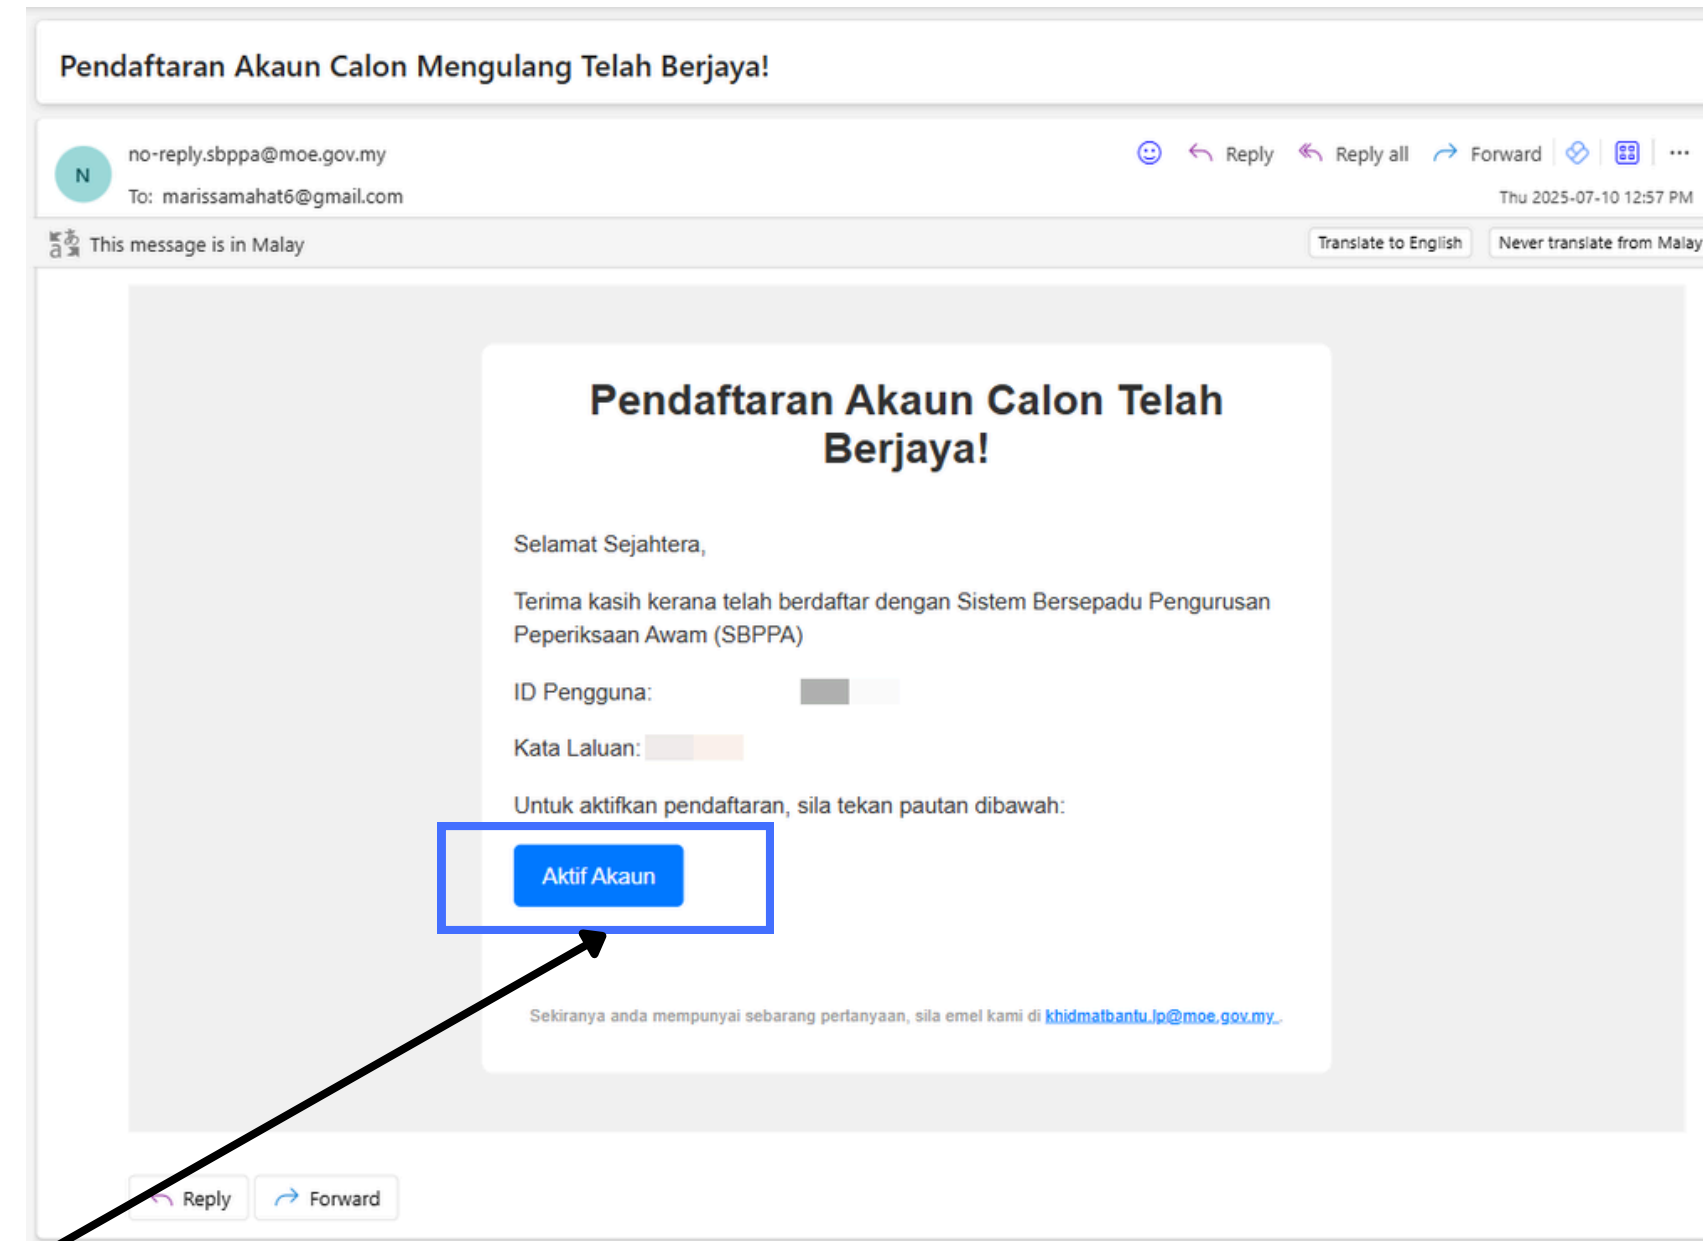 Pendaftaran Akaun Calon Mengulang Telah Berjaya!
N
no-reply.sbppa@moe.gov.my
Reply
Reply all
Forward
To: marissamahat6@gmail.com
Thu 2025-07-10 12:57 PM
This message is in Malay
Translate to English
Never translate from Malay
Pendaftaran Akaun Calon Telah
Berjaya!
Selamat Sejahtera,
Terima kasih kerana telah berdaftar dengan Sistem Bersepadu Pengurusan
Peperiksaan Awam (SBPPA)
ID Pengguna:
Kata Laluan:
Untuk aktifkan pendaftaran, sila tekan pautan dibawah:
Aktif Akaun
Sekiranya anda mempunyai sebarang pertanyaan, sila emel kami di khidmatbantu.lp@moe.gov.my .
Reply
Forward